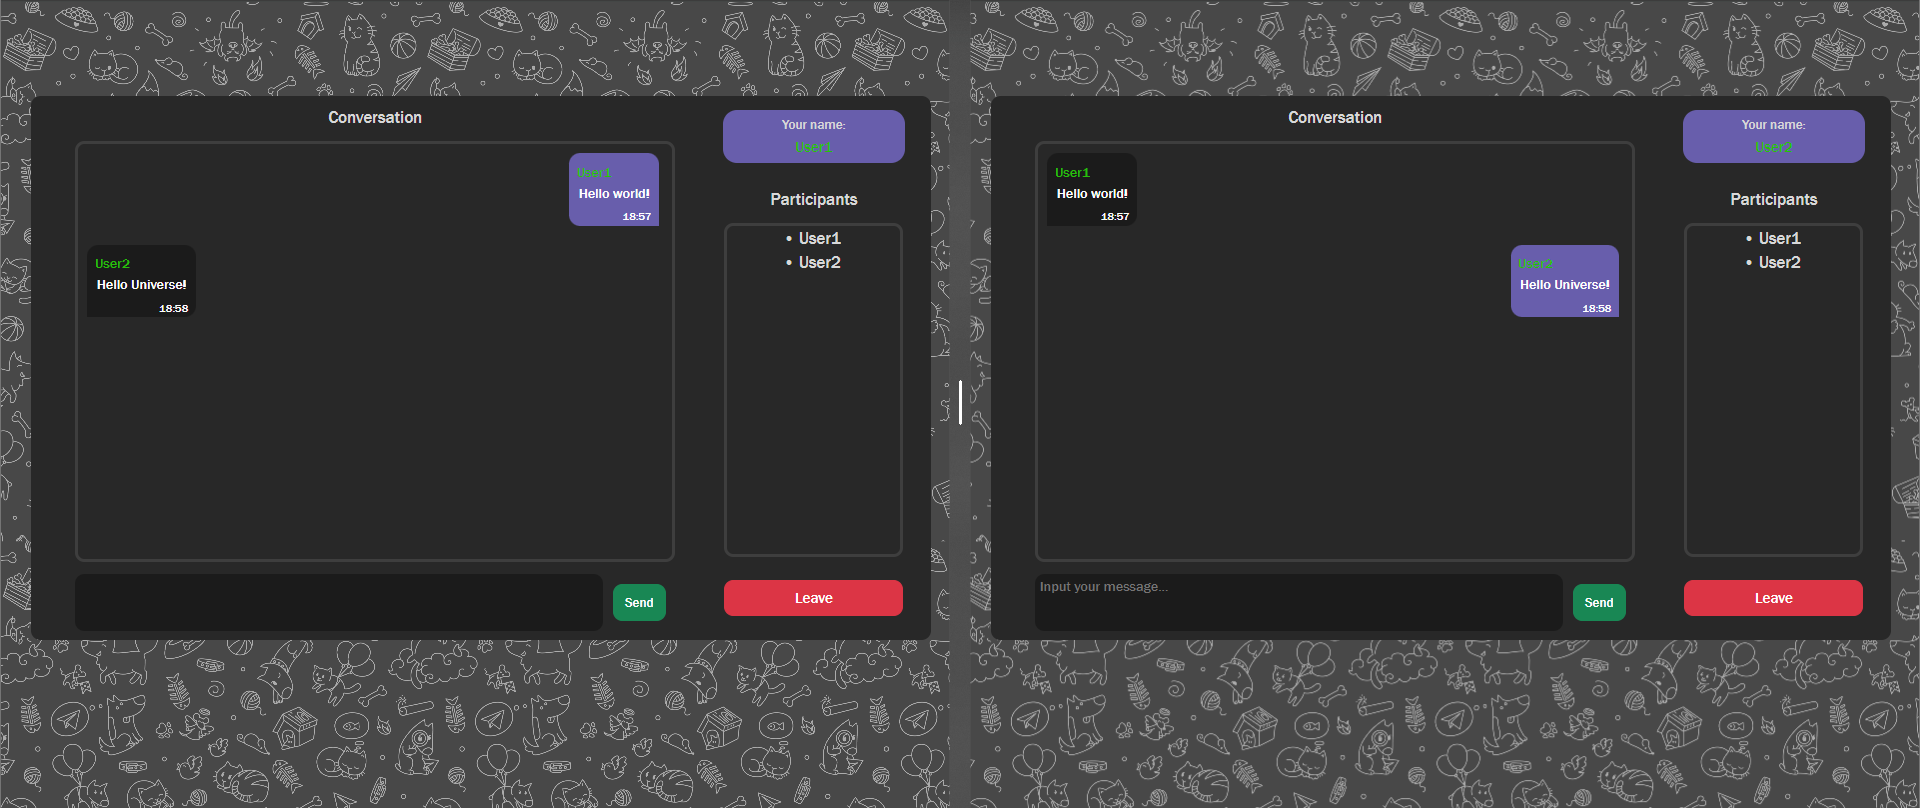 Conversation
User1
Hello world!
18:57
User2
Hello Universe!
18:58
Send
Your name:
User1
Participants
• User1
• User2
Leave
Conversation
User1
Hello world!
18:57
User2
Hello Universe!
18:58
Input your message...
Send
Your name:
User2
Participants
• User1
• User2
Leave